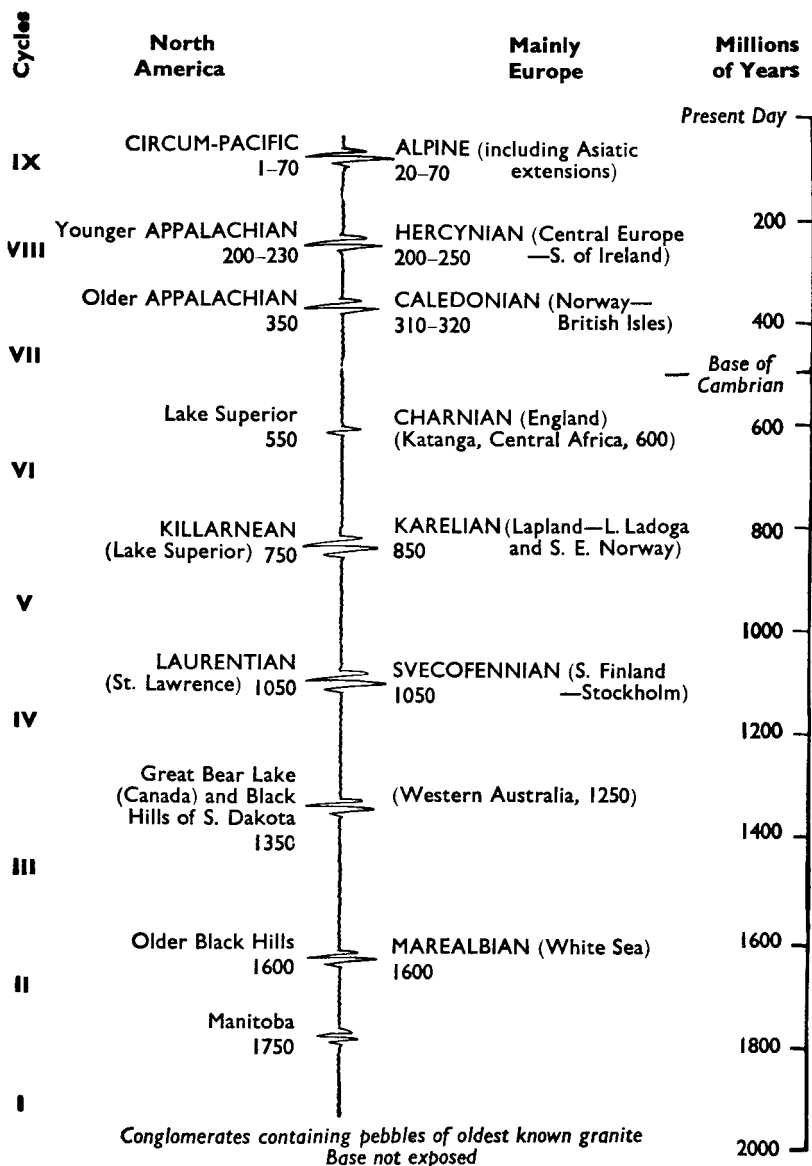 Cycles
North
America
Mainly
Europe
Millions
of Years
Present Day
IX
CIRCUM-PACIFIC
1–70
ALPINE (including Asiatic
20–70 extensions)
200
VIII
Younger APPALACHIAN
200–230
HERCYNIAN (Central Europe
200–250 —S. of Ireland)
Older APPALACHIAN
350
CALEDONIAN (Norway—
310–320 British Isles)
400
VII
Base of
Cambrian
Lake Superior
550
CHARNIAN (England)
(Katanga, Central Africa, 600)
600
VI
KILLARNEAN
(Lake Superior) 750
KARELIAN (Lapland—L. Ladoga
850 and S. E. Norway)
800
V
1000
LAURENTIAN
(St. Lawrence) 1050
SVECOFENNIAN (S. Finland
1050 —Stockholm)
IV
1200
Great Bear Lake
(Canada) and Black
Hills of S. Dakota
1350
(Western Australia, 1250)
1400
III
Older Black Hills
1600
MAREALBIAN (White Sea)
1600
1600
II
Manitoba
1750
1800
I
Conglomerates containing pebbles of oldest known granite
Base not exposed
2000